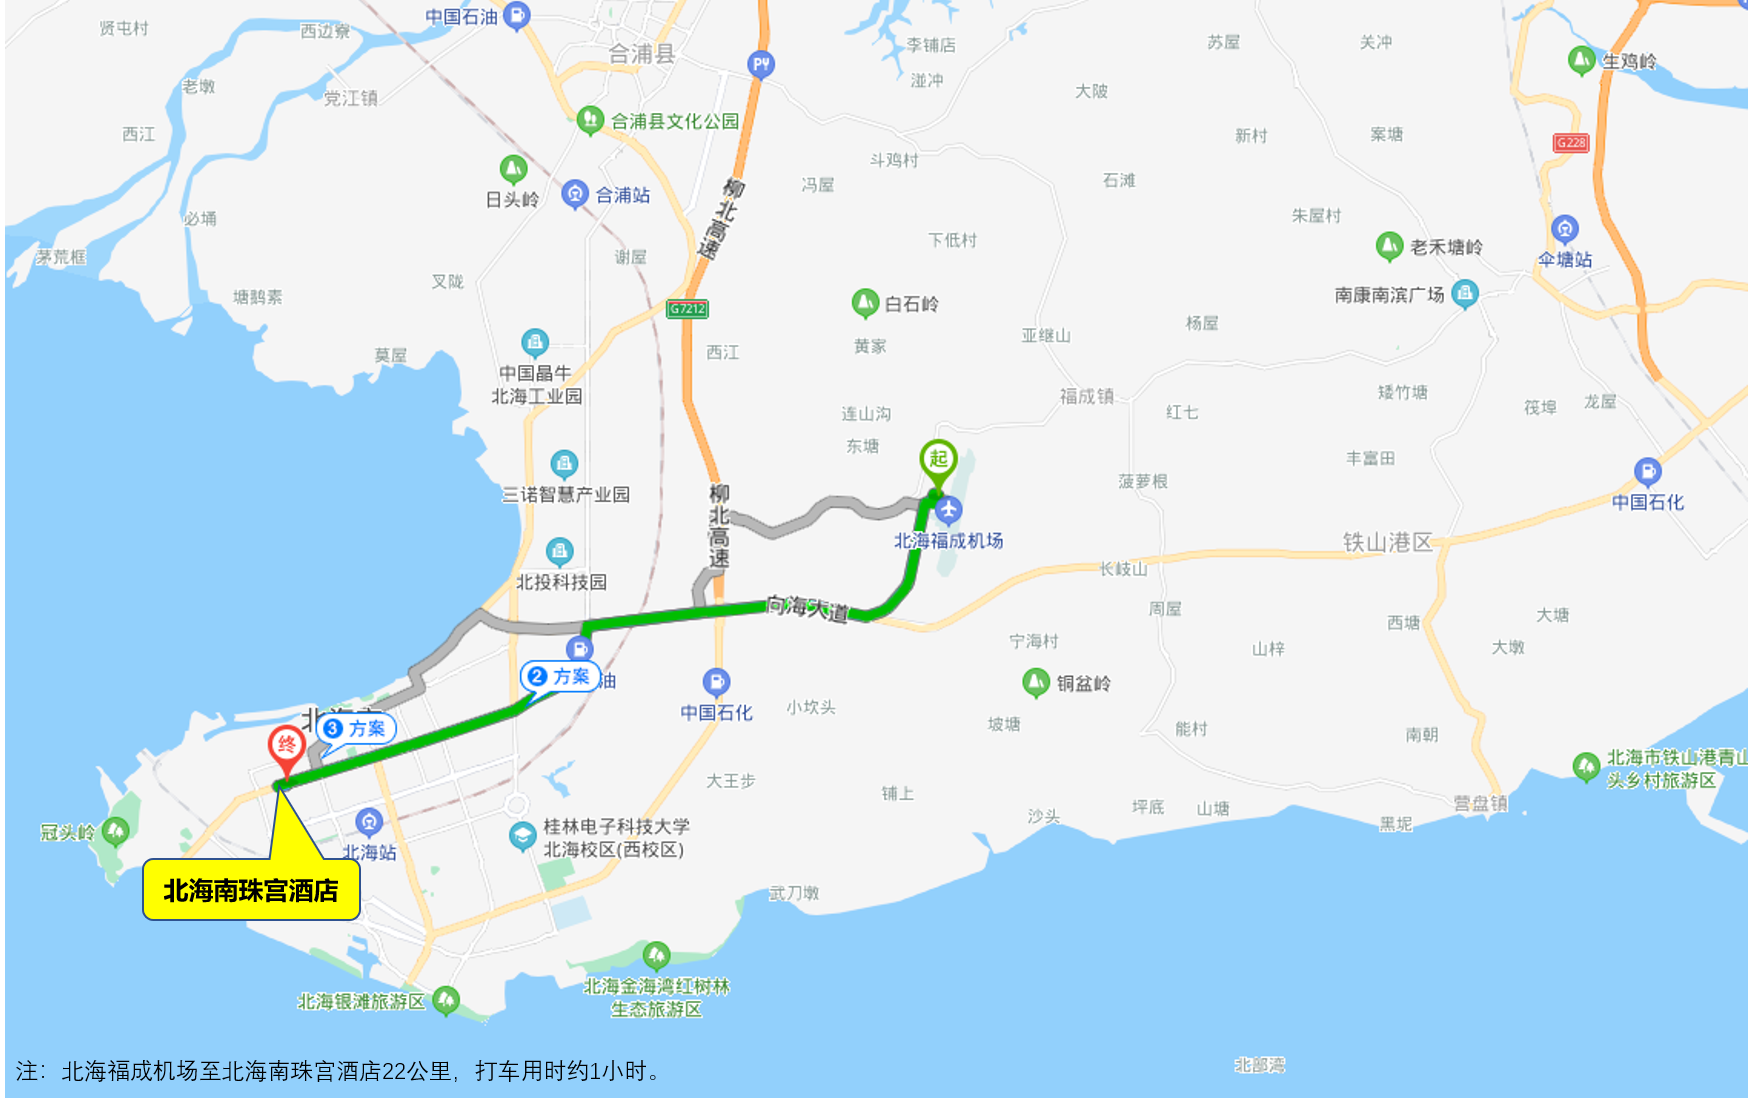 中国石油
贤屯村
西边寮
合浦县
李铺店
苏屋
关冲
生鸡岭
P/
老墩
党江镇
湴冲
大陂
西江
合浦县文化公园
新村
案塘
G228
斗鸡村
日头岭
合浦站
柳北高速
冯屋
石滩
必埇
朱屋村
下低村
老禾塘岭
伞塘站
茅荒框
谢屋
叉陇
塘鹅素
G7212
白石岭
南康南滨广场
黄家
亚继山
杨屋
西江
莫屋
中国晶牛
北海工业园
连山沟
福成镇
红七
矮竹塘
筏埠
龙屋
东塘
起
丰富田
三诺智慧产业园
柳北高速
菠萝根
中国石化
北海福成机场
铁山港区
北投科技园
长岐山
向海大道
周屋
西塘
大塘
宁海村
山梓
大墩
2 方案
油
中国石化
小坎头
铜盆岭
坡塘
能村
南朝
3 方案
终
大王步
铺上
北海市铁山港青山
头乡村旅游区
沙头
坪底
山塘
营盘镇
黑坭
冠头岭
北海站
桂林电子科技大学
北海校区(西校区)
北海南珠宫酒店
武刀墩
北海银滩旅游区
北海金海湾红树林
生态旅游区
北部湾
注：北海福成机场至北海南珠宫酒店22公里，打车用时约1小时。